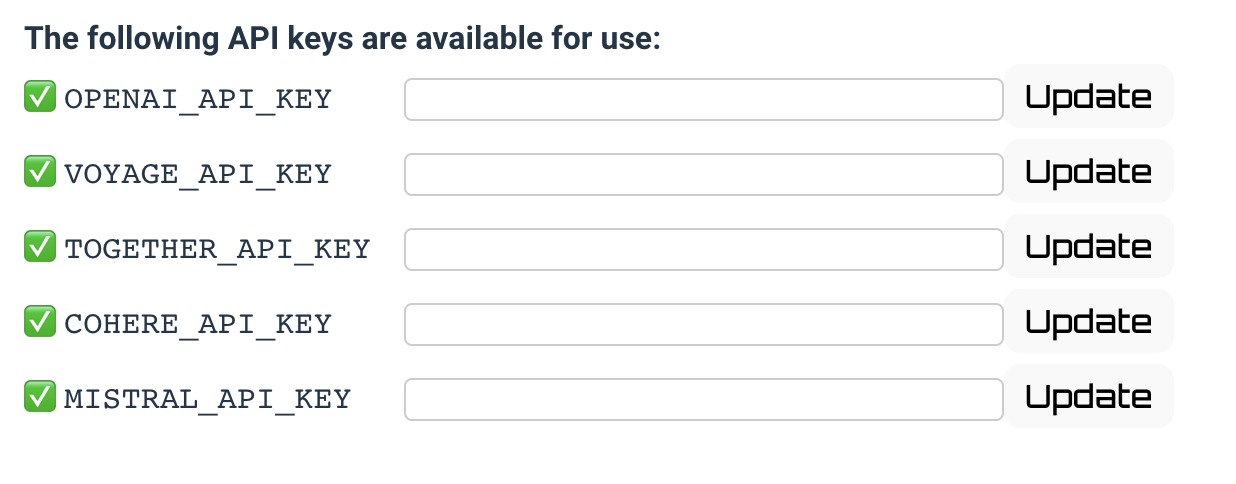 The following API keys are available for use:
✅ OPENAI_API_KEY Update
✅ VOYAGE_API_KEY Update
✅ TOGETHER_API_KEY Update
✅ COHERE_API_KEY Update
✅ MISTRAL_API_KEY Update